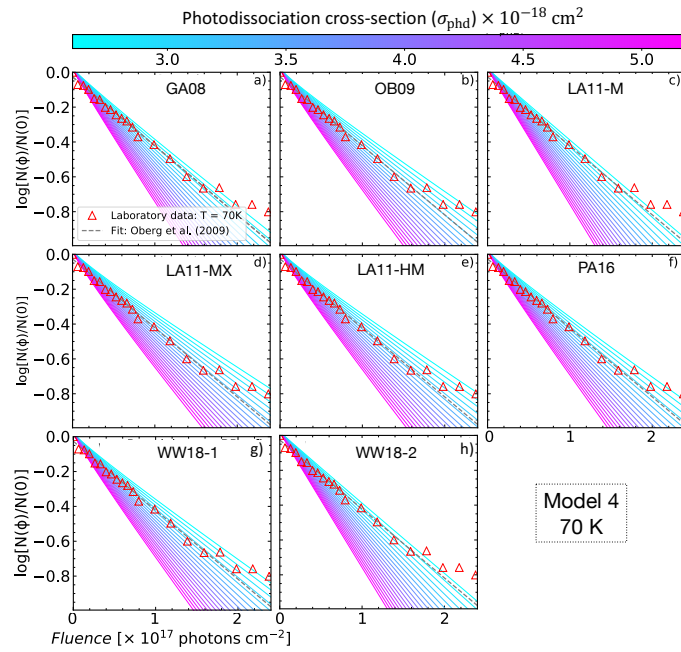 Photodissociation cross-section (σphd) × 10⁻¹⁸ cm²
3.0 3.5 4.0 4.5 5.0
0.0 a) b) c)
GA08 OB09 LA11-M
−0.2
−0.4
−0.6
−0.8
log[N(ϕ)/N(0)]
Laboratory data: T = 70K
Fit: Oberg et al. (2009)
0.0 d) e) f)
LA11-MX LA11-HM PA16
−0.2
−0.4
−0.6
−0.8
log[N(ϕ)/N(0)]
0 1 2
0.0
WW18-1 WW18-2
g) h)
−0.2
−0.4
−0.6
−0.8
log[N(ϕ)/N(0)]
Model 4
70 K
0 1 2 0 1 2
Fluence [× 10¹⁷ photons cm⁻²]